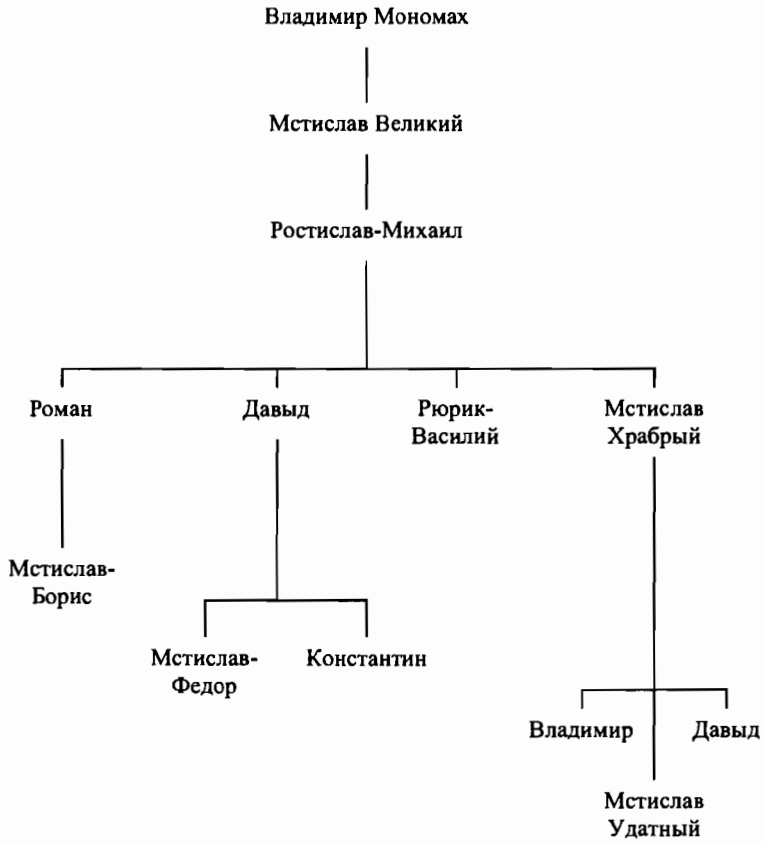 Владимир Мономах
Мстислав Великий
Ростислав-Михаил
Роман
Давыд
Рюрик-
Василий
Мстислав
Храбрый
Мстислав-
Борис
Мстислав-
Федор
Константин
Владимир
Давыд
Мстислав
Удатный